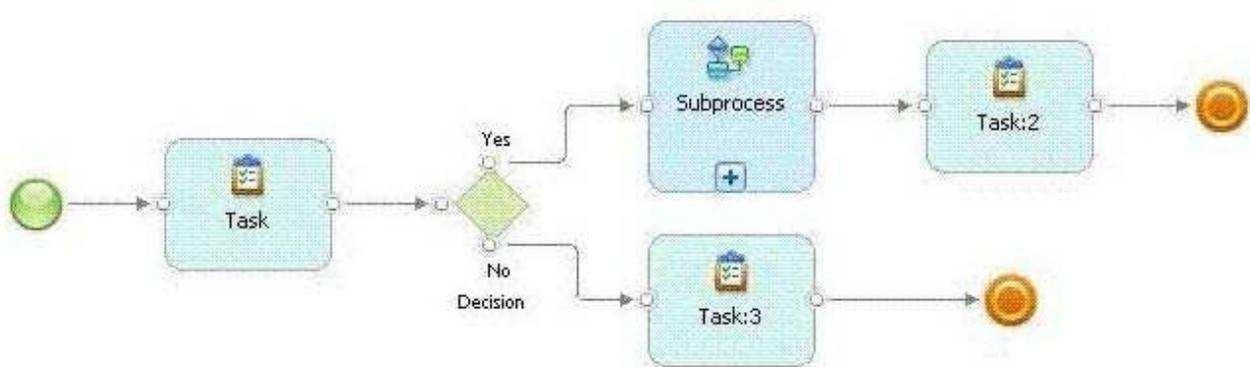 Task
Yes
No
Decision
Subprocess
Task:2
Task:3